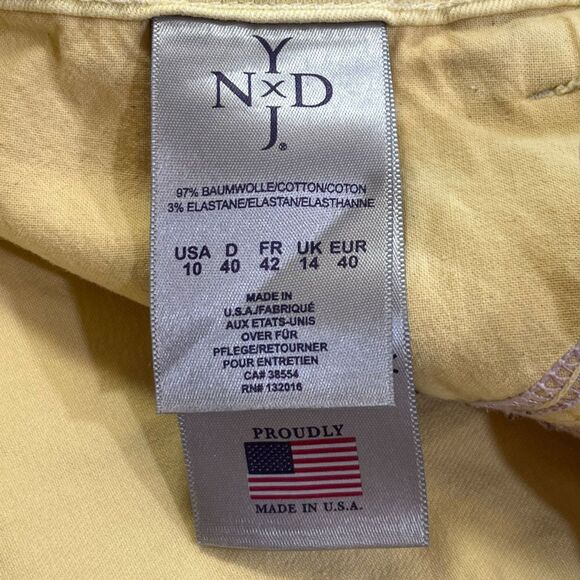 Y
N × D
J®
97% BAUMWOLLE/COTTON/COTON
3% ELASTANE/ELASTAN/ELASTHANNE
USA D FR UK EUR
10 40 42 14 40
MADE IN
U.S.A./FABRIQUÉ
AUX ETATS-UNIS
OVER FÜR
PFLEGE/RETOURNER
POUR ENTRETIEN
CA# 38554
RN# 132016
PROUDLY
MADE IN U.S.A.